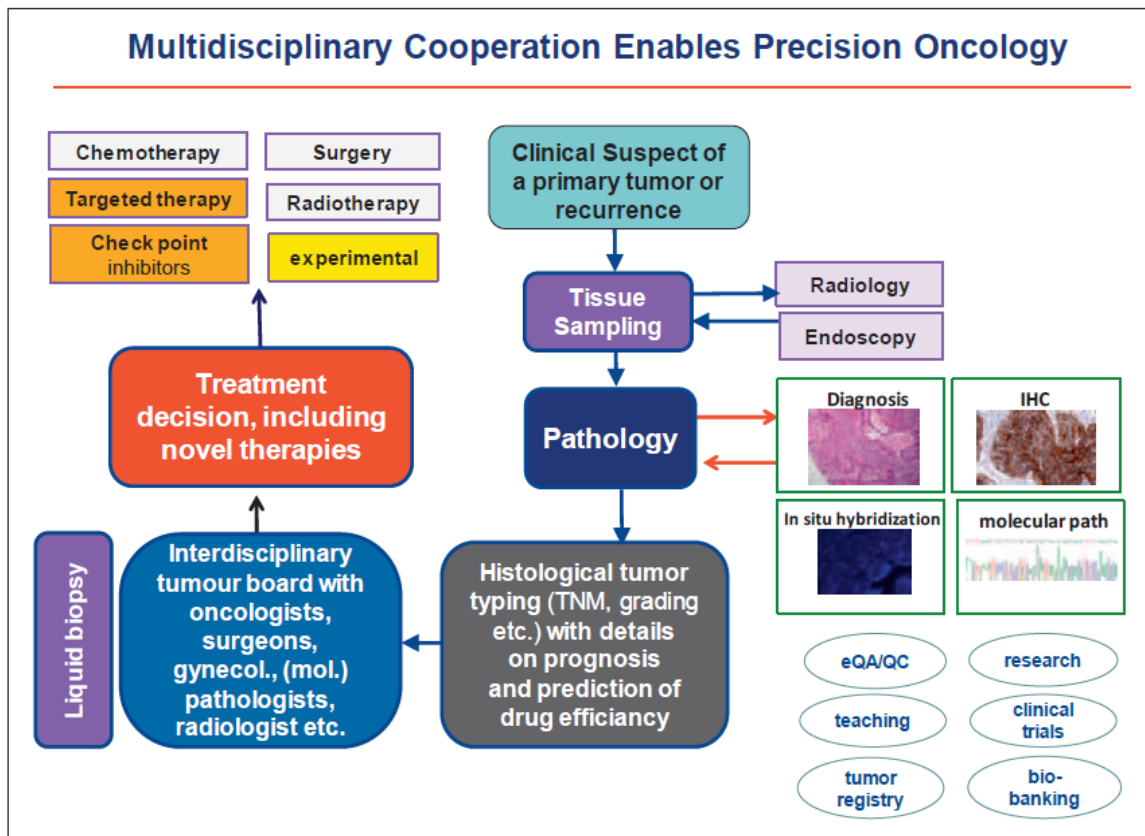 Multidisciplinary Cooperation Enables Precision Oncology
Chemotherapy
Surgery
Targeted therapy
Radiotherapy
Check point
inhibitors
experimental
Clinical Suspect of
a primary tumor or
recurrence
Tissue
Sampling
Radiology
Endoscopy
Treatment
decision, including
novel therapies
Pathology
Diagnosis
IHC
In situ hybridization
molecular path
Liquid biopsy
Interdisciplinary
tumour board with
oncologists,
surgeons,
gynecol., (mol.)
pathologists,
radiologist etc.
Histological tumor
typing (TNM, grading
etc.) with details
on prognosis
and prediction of
drug efficiancy
eQA/QC
research
teaching
clinical
trials
tumor
registry
bio-
banking